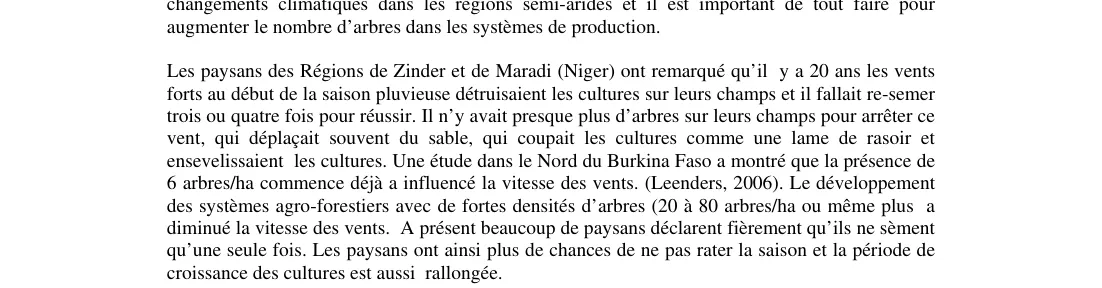 changements climatiques dans les régions semi-arides et il est important de tout faire pour
augmenter le nombre d'arbres dans les systèmes de production.
Les paysans des Régions de Zinder et de Maradi (Niger) ont remarqué qu'il y a 20 ans les vents
forts au début de la saison pluvieuse détruisaient les cultures sur leurs champs et il fallait re-semer
trois ou quatre fois pour réussir. Il n'y avait presque plus d'arbres sur leurs champs pour arrêter ce
vent, qui déplaçait souvent du sable, qui coupait les cultures comme une lame de rasoir et
ensevelissaient les cultures. Une étude dans le Nord du Burkina Faso a montré que la présence de
6 arbres/ha commence déjà a influencé la vitesse des vents. (Leenders, 2006). Le développement
des systèmes agro-forestiers avec de fortes densités d'arbres (20 à 80 arbres/ha ou même plus a
diminué la vitesse des vents. A présent beaucoup de paysans déclarent fièrement qu'ils ne sèment
qu'une seule fois. Les paysans ont ainsi plus de chances de ne pas rater la saison et la période de
croissance des cultures est aussi rallongée.